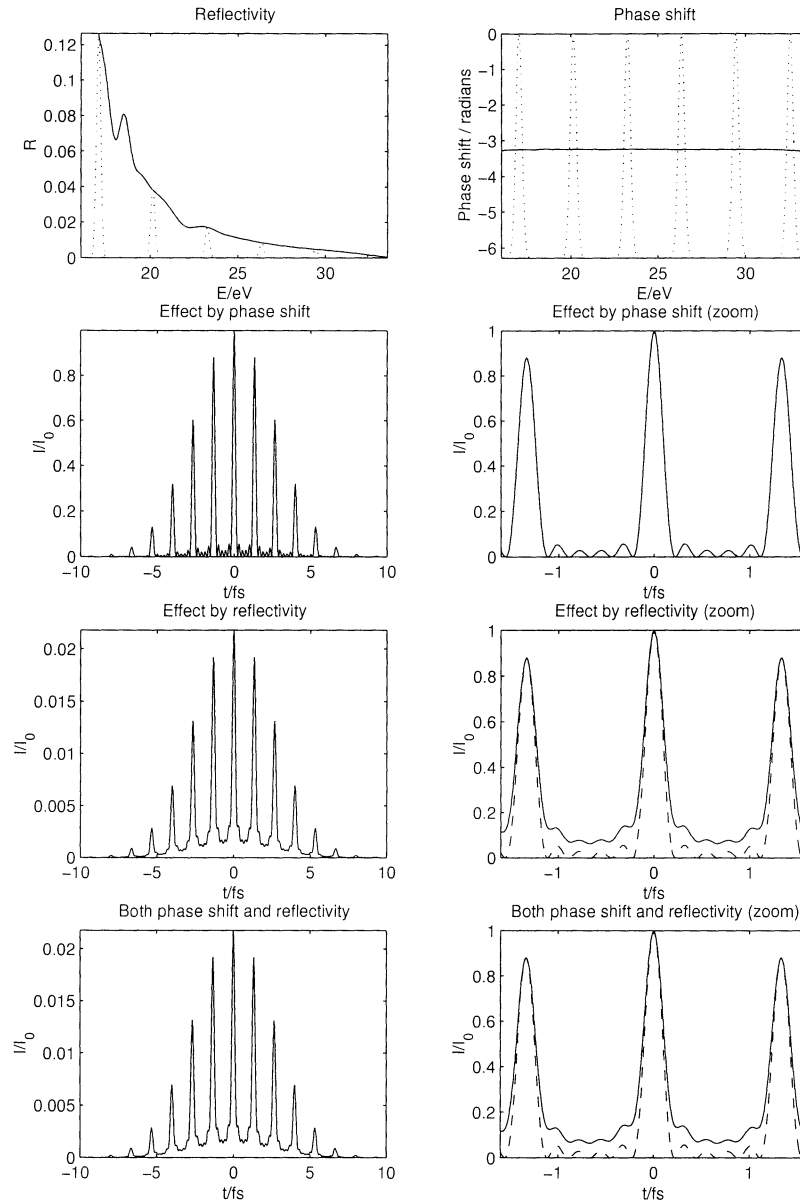 Reflectivity
0.12
0.1
0.08
0.06
0.04
0.02
0
R
20 25 30
E/eV
Phase shift
0
−1
−2
−3
−4
−5
−6
Phase shift / radians
20 25 30
E/eV
Effect by phase shift
0.8
0.6
0.4
0.2
0
I/I0
−10 −5 0 5 10
t/fs
Effect by phase shift (zoom)
1
0.8
0.6
0.4
0.2
0
I/I0
−1 0 1
t/fs
Effect by reflectivity
0.02
0.015
0.01
0.005
0
I/I0
−10 −5 0 5 10
t/fs
Effect by reflectivity (zoom)
1
0.8
0.6
0.4
0.2
0
I/I0
−1 0 1
t/fs
Both phase shift and reflectivity
0.02
0.015
0.01
0.005
0
I/I0
−10 −5 0 5 10
t/fs
Both phase shift and reflectivity (zoom)
1
0.8
0.6
0.4
0.2
0
I/I0
−1 0 1
t/fs